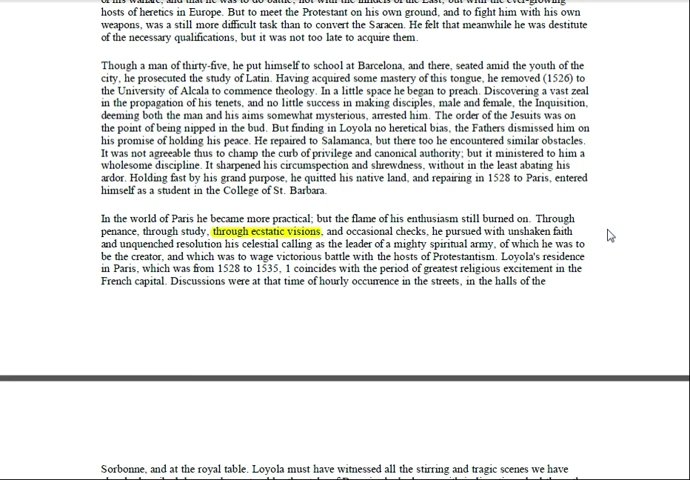 hosts of heretics in Europe. But to meet the Protestant on his own ground, and to fight him with his own
weapons, was a still more difficult task than to convert the Saracen. He felt that meanwhile he was destitute
of the necessary qualifications, but it was not too late to acquire them.
Though a man of thirty-five, he put himself to school at Barcelona, and there, seated amid the youth of the
city, he prosecuted the study of Latin. Having acquired some mastery of this tongue, he removed (1526) to
the University of Alcala to commence theology. In a little space he began to preach. Discovering a vast zeal
in the propagation of his tenets, and no little success in making disciples, male and female, the Inquisition,
deeming both the man and his aims somewhat mysterious, arrested him. The order of the Jesuits was on
the point of being nipped in the bud. But finding in Loyola no heretical bias, the Fathers dismissed him on
his promise of holding his peace. He repaired to Salamanca, but there too he encountered similar obstacles.
It was not agreeable thus to champ the curb of privilege and canonical authority; but it ministered to him a
wholesome discipline. It sharpened his circumspection and shrewdness, without in the least abating his
ardor. Holding fast by his grand purpose, he quitted his native land, and repairing in 1528 to Paris, entered
himself as a student in the College of St. Barbara.
In the world of Paris he became more practical; but the flame of his enthusiasm still burned on. Through
penance, through study, through ecstatic visions, and occasional checks, he pursued with unshaken faith
and unquenched resolution his celestial calling as the leader of a mighty spiritual army, of which he was to
be the creator, and which was to wage victorious battle with the hosts of Protestantism. Loyola's residence
in Paris, which was from 1528 to 1535, 1 coincides with the period of greatest religious excitement in the
French capital. Discussions were at that time of hourly occurrence in the streets, in the halls of the
Sorbonne, and at the royal table. Loyola must have witnessed all the stirring and tragic scenes we have